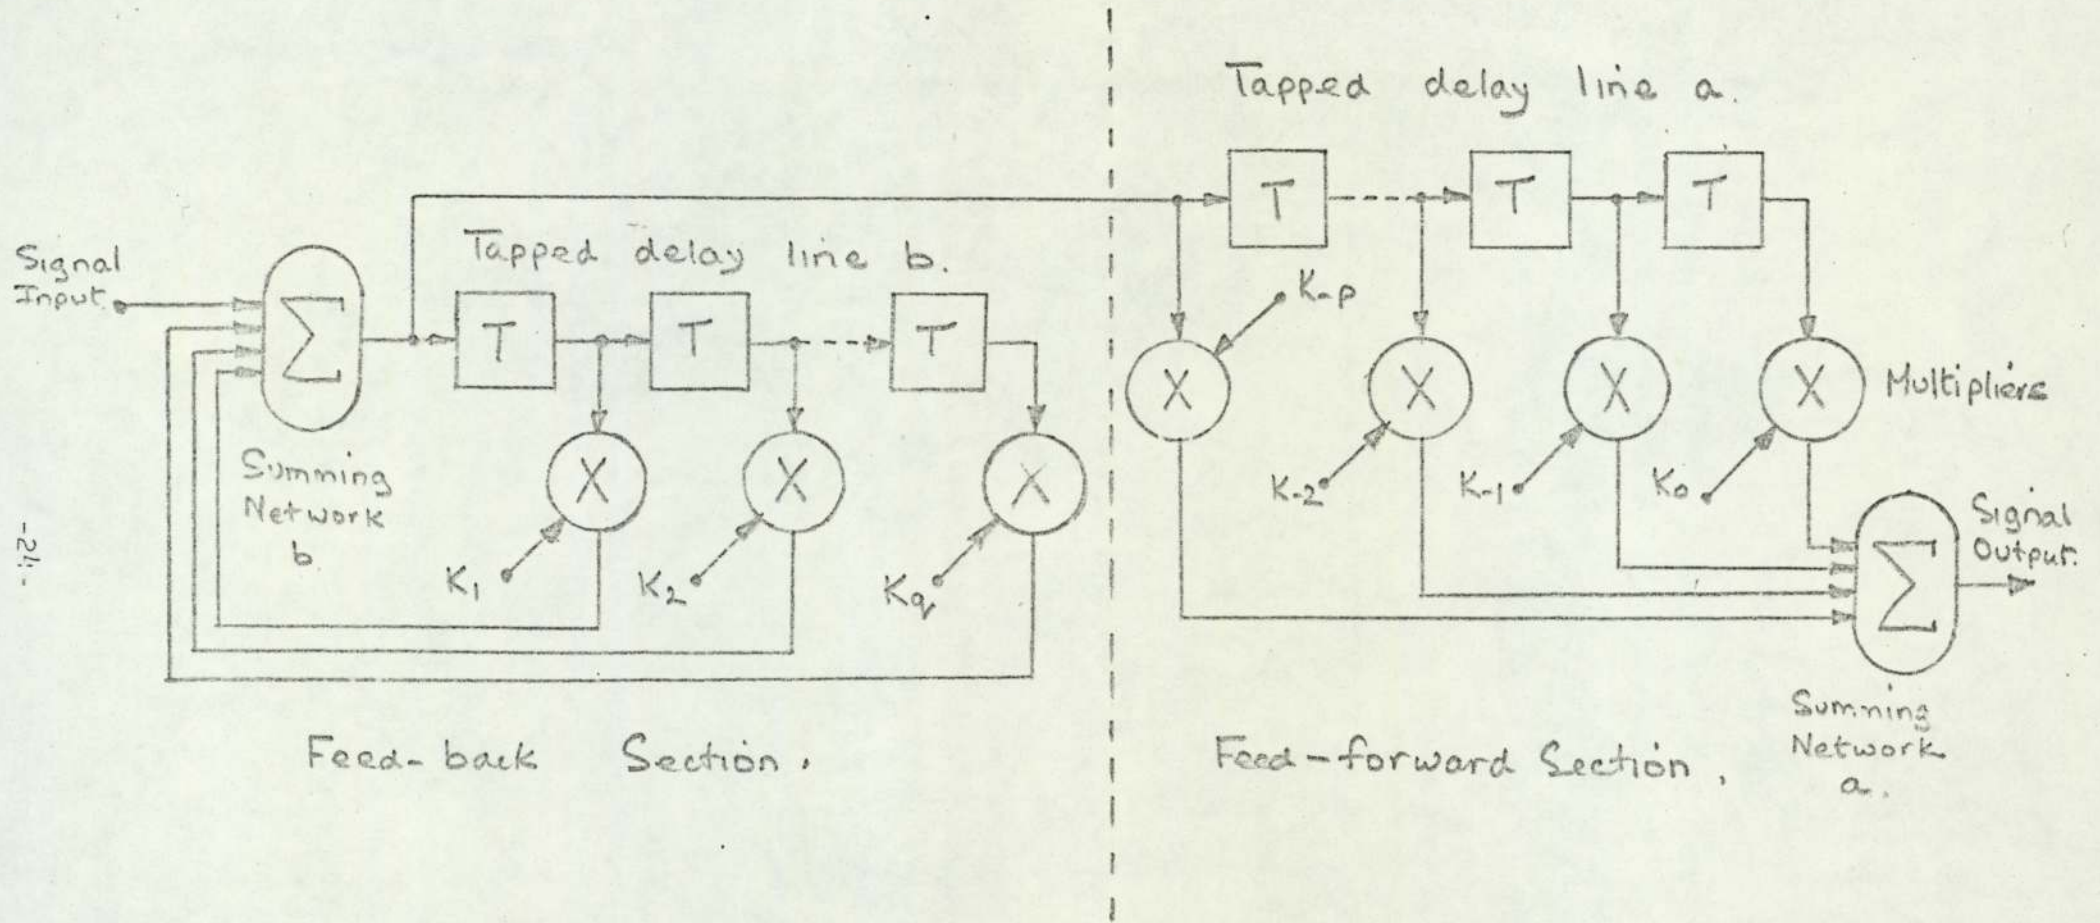 Tapped delay line a.
T
T
T
Signal
Input.
Tapped delay line b.
Σ
T
T
T
K-p
X
X
X
X
Multipliers
Summing
Network
b
X
X
X
K-2
K-1
K0
K1
K2
Kq
Signal
Output.
Σ
Summing
Network
a.
Feed-back Section.
Feed-forward Section.
-24-